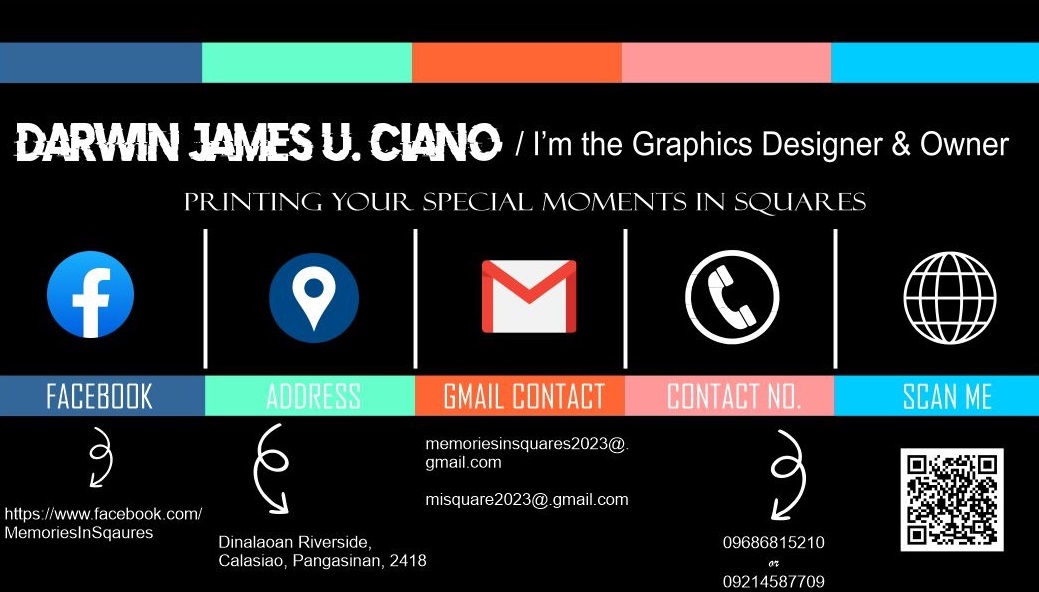 DARWIN JAMES U. CIANO / I'm the Graphics Designer & Owner
PRINTING YOUR SPECIAL MOMENTS IN SQUARES
FACEBOOK
ADDRESS
GMAIL CONTACT
CONTACT NO.
SCAN ME
https://www.facebook.com/
MemoriesInSqaures
Dinalaoan Riverside,
Calasiao, Pangasinan, 2418
memoriesinsquares2023@.
gmail.com
misquare2023@.gmail.com
09686815210
or
09214587709